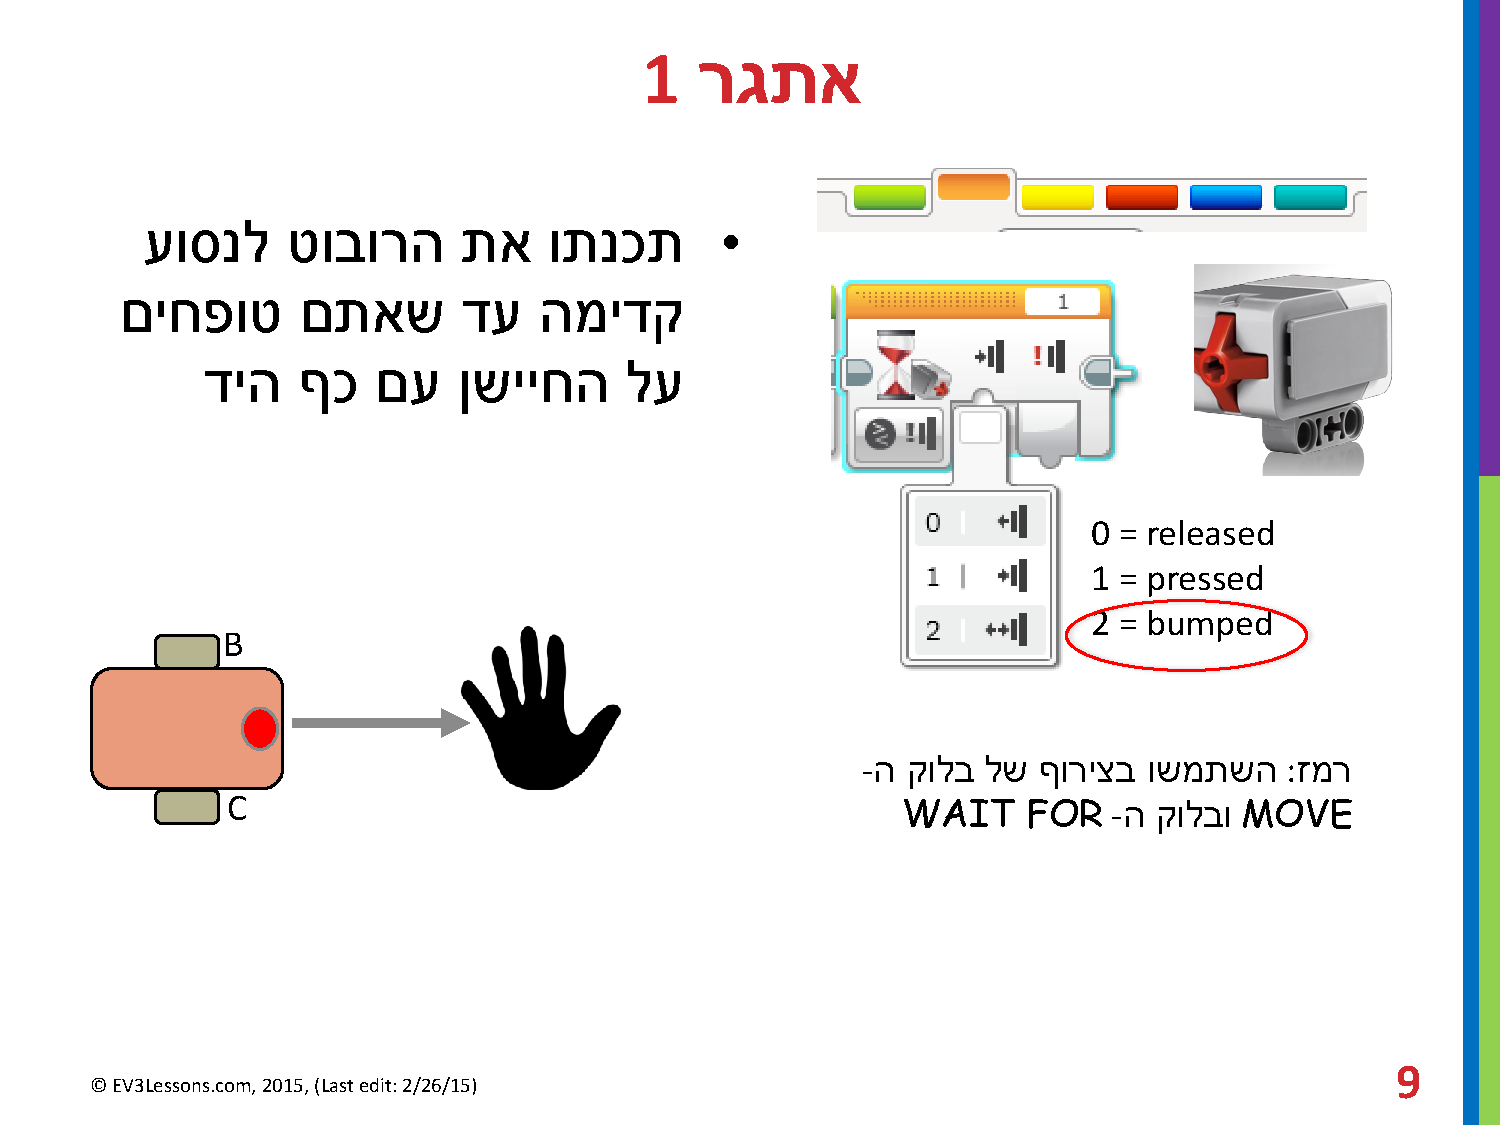 אתגר 1
• תכנתו את הרובוט לנסוע
קדימה עד שאתם טופחים
על החיישן עם כף היד
1
0
1
2
0 = released
1 = pressed
2 = bumped
B
C
רמז: השתמשו בצירוף של בלוק ה-
MOVE ובלוק ה- WAIT FOR
© EV3Lessons.com, 2015, (Last edit: 2/26/15)
9